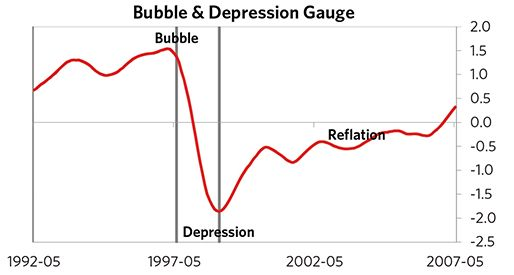 Bubble & Depression Gauge
Bubble
Reflation
Depression
2.0
1.5
1.0
0.5
0.0
-0.5
-1.0
-1.5
-2.0
-2.5
1992-05 1997-05 2002-05 2007-05